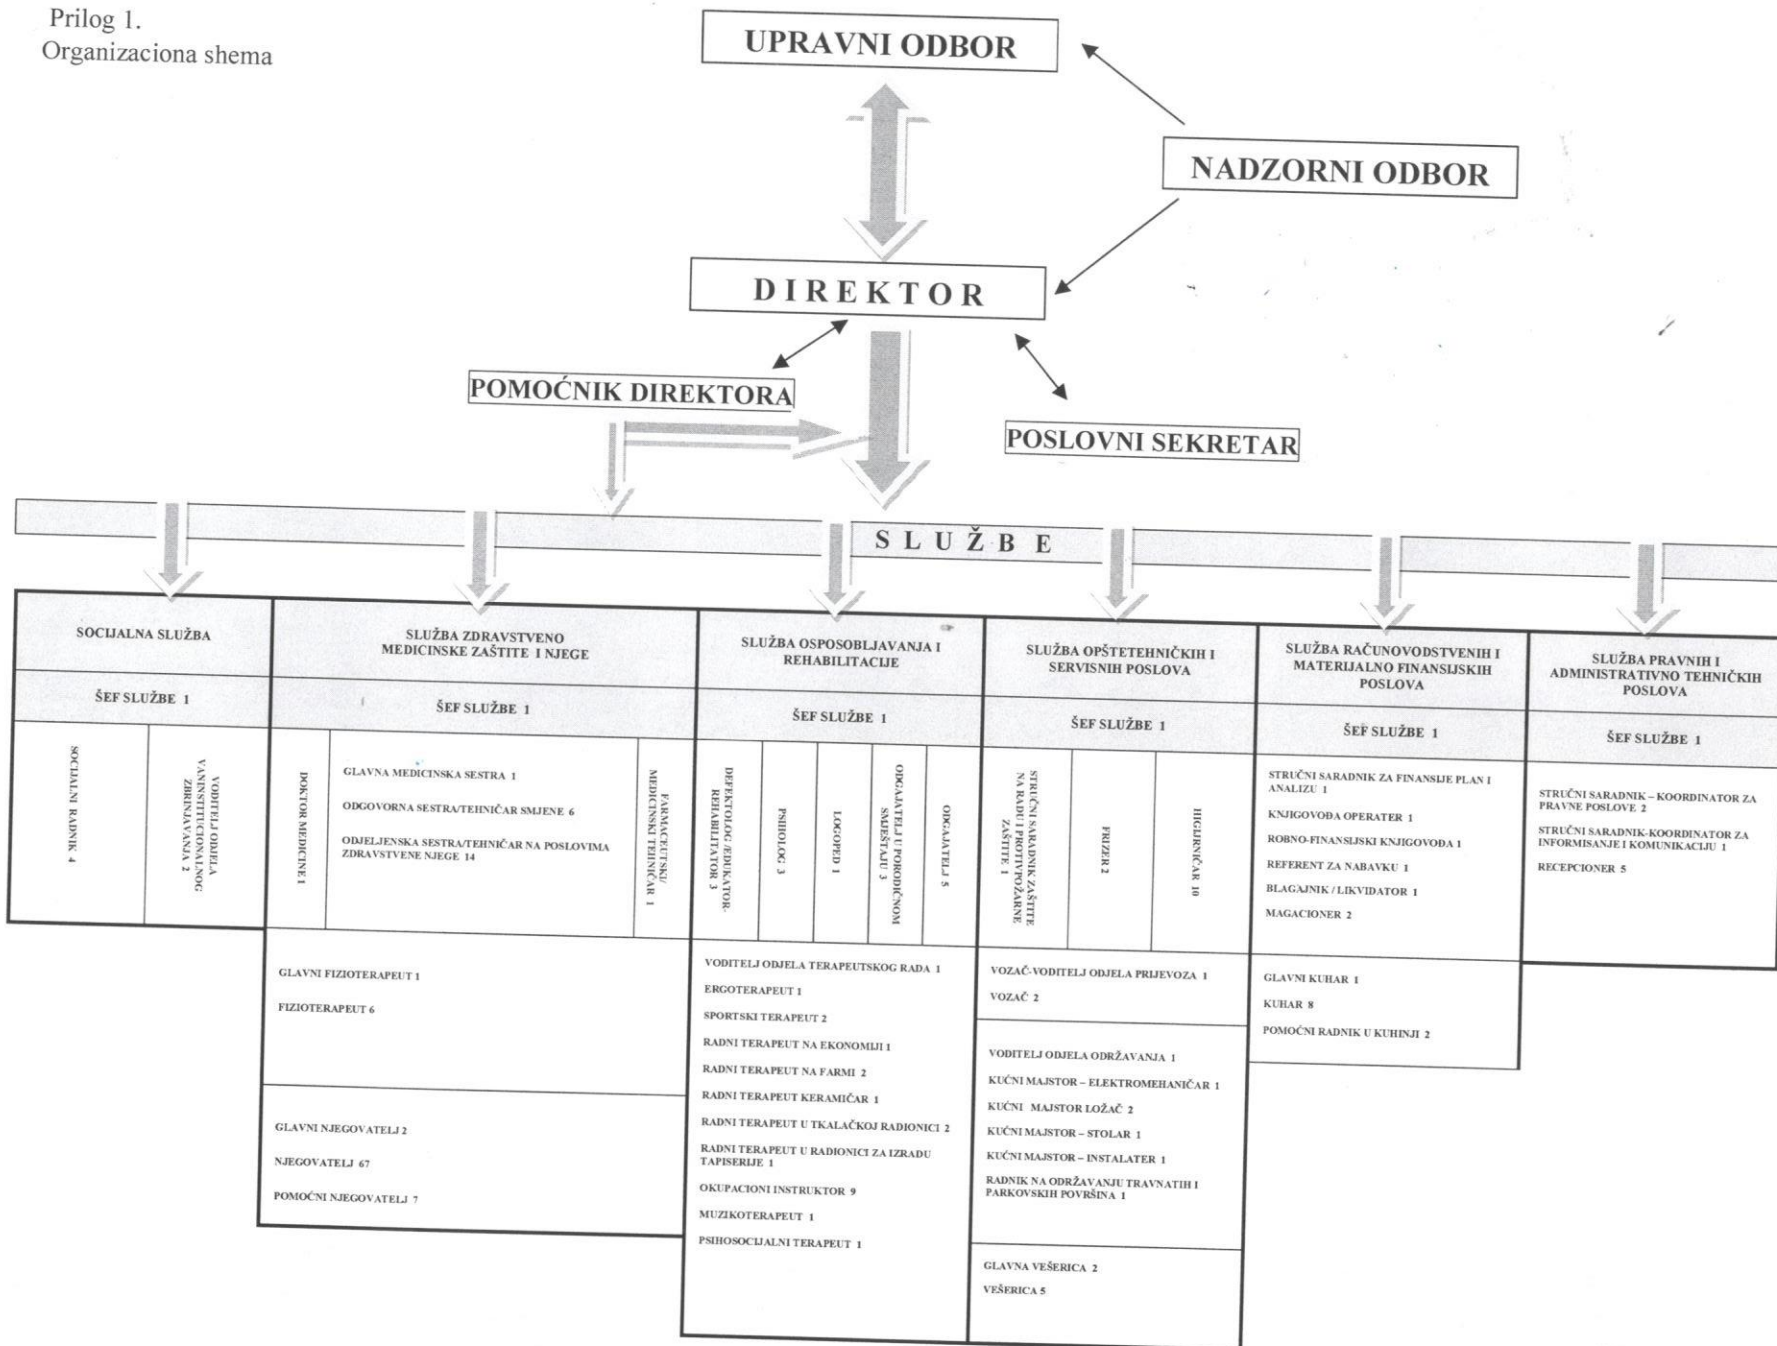 Prilog 1.
Organizaciona shema
UPRAVNI ODBOR
NADZORNI ODBOR
DIREKTOR
POMOĆNIK DIREKTORA
POSLOVNI SEKRETAR
SLUŽBE
SOCIJALNA SLUŽBA
ŠEF SLUŽBE 1
SOCIJALNI RADNIK 4
VODITELJ ODJELA
VANINSTITUCIONALNOG
ZBRINJAVANJA 2
SLUŽBA ZDRAVSTVENO
MEDICINSKE ZAŠTITE I NJEGE
ŠEF SLUŽBE 1
DOKTOR MEDICINE 1
GLAVNA MEDICINSKA SESTRA 1
ODGOVORNA SESTRA/TEHNIČAR SMJENE 6
ODJELJENSKA SESTRA/TEHNIČAR NA POSLOVIMA
ZDRAVSTVENE NJEGE 14
FARMACEUTSKI/
MEDICINSKI TEHNIČAR 1
GLAVNI FIZIOTERAPEUT 1
FIZIOTERAPEUT 6
GLAVNI NJEGOVATELJ 2
NJEGOVATELJ 67
POMOĆNI NJEGOVATELJ 7
SLUŽBA OSPOSOBLJAVANJA I
REHABILITACIJE
ŠEF SLUŽBE 1
DEFEKTOLOG /EDUKATOR-
REHABILITATOR 3
PSIHOLOG 3
LOGOPED 1
ODGAJATELJ U PORODIČNOM
SMJEŠTAJU 3
ODGAJATELJ 5
VODITELJ ODJELA TERAPEUTSKOG RADA 1
ERGOTERAPEUT 1
SPORTSKI TERAPEUT 2
RADNI TERAPEUT NA EKONOMIJI 1
RADNI TERAPEUT NA FARMI 2
RADNI TERAPEUT KERAMIČAR 1
RADNI TERAPEUT U TKALAČKOJ RADIONICI 2
RADNI TERAPEUT U RADIONICI ZA IZRADU
TAPISERIJE 1
OKUPACIONI INSTRUKTOR 9
MUZIKOTERAPEUT 1
PSIHOSOCIJALNI TERAPEUT 1
SLUŽBA OPŠTETEHNIČKIH I
SERVISNIH POSLOVA
ŠEF SLUŽBE 1
STRUČNI SARADNIK ZAŠTITE
NA RADU I PROTIVPOŽARNE
ZAŠTITE 1
FRIZER 2
HIGIJENIČAR 10
VOZAČ-VODITELJ ODJELA PRIJEVOZA 1
VOZAČ 2
VODITELJ ODJELA ODRŽAVANJA 1
KUĆNI MAJSTOR – ELEKTROMEHANIČAR 1
KUĆNI MAJSTOR LOŽAČ 2
KUĆNI MAJSTOR – STOLAR 1
KUĆNI MAJSTOR – INSTALATER 1
RADNIK NA ODRŽAVANJU TRAVNATIH I
PARKOVSKIH POVRŠINA 1
GLAVNA VEŠERICA 2
VEŠERICA 5
SLUŽBA RAČUNOVODSTVENIH I
MATERIJALNO FINANSIJSKIH
POSLOVA
ŠEF SLUŽBE 1
STRUČNI SARADNIK ZA FINANSIJE PLAN I
ANALIZU 1
KNJIGOVOĐA OPERATER 1
ROBNO-FINANSIJSKI KNJIGOVOĐA 1
REFERENT ZA NABAVKU 1
BLAGAJNIK / LIKVIDATOR 1
MAGACIONER 2
GLAVNI KUHAR 1
KUHAR 8
POMOĆNI RADNIK U KUHINJI 2
SLUŽBA PRAVNIH I
ADMINISTRATIVNO TEHNIČKIH
POSLOVA
ŠEF SLUŽBE 1
STRUČNI SARADNIK – KOORDINATOR ZA
PRAVNE POSLOVE 2
STRUČNI SARADNIK-KOORDINATOR ZA
INFORMISANJE I KOMUNIKACIJU 1
RECEPCIONER 5